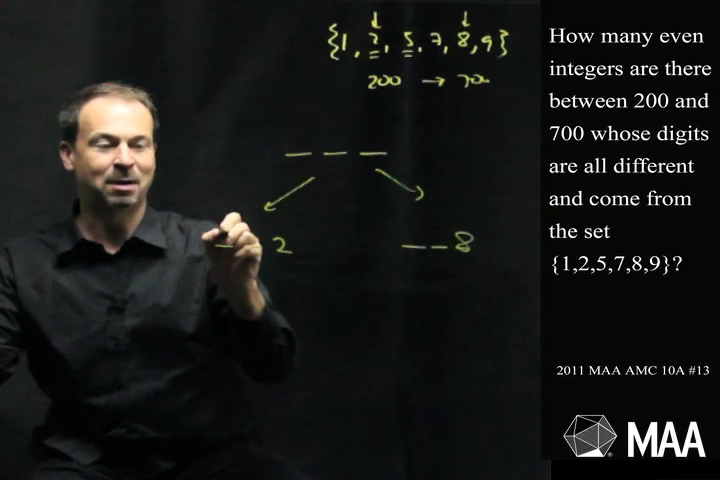 {1, 2, 5, 7, 8, 9}
200 → 700
_ _ _
_ 2
_ _ 8
How many even
integers are there
between 200 and
700 whose digits
are all different
and come from
the set
{1,2,5,7,8,9}?
2011 MAA AMC 10A #13
MAA